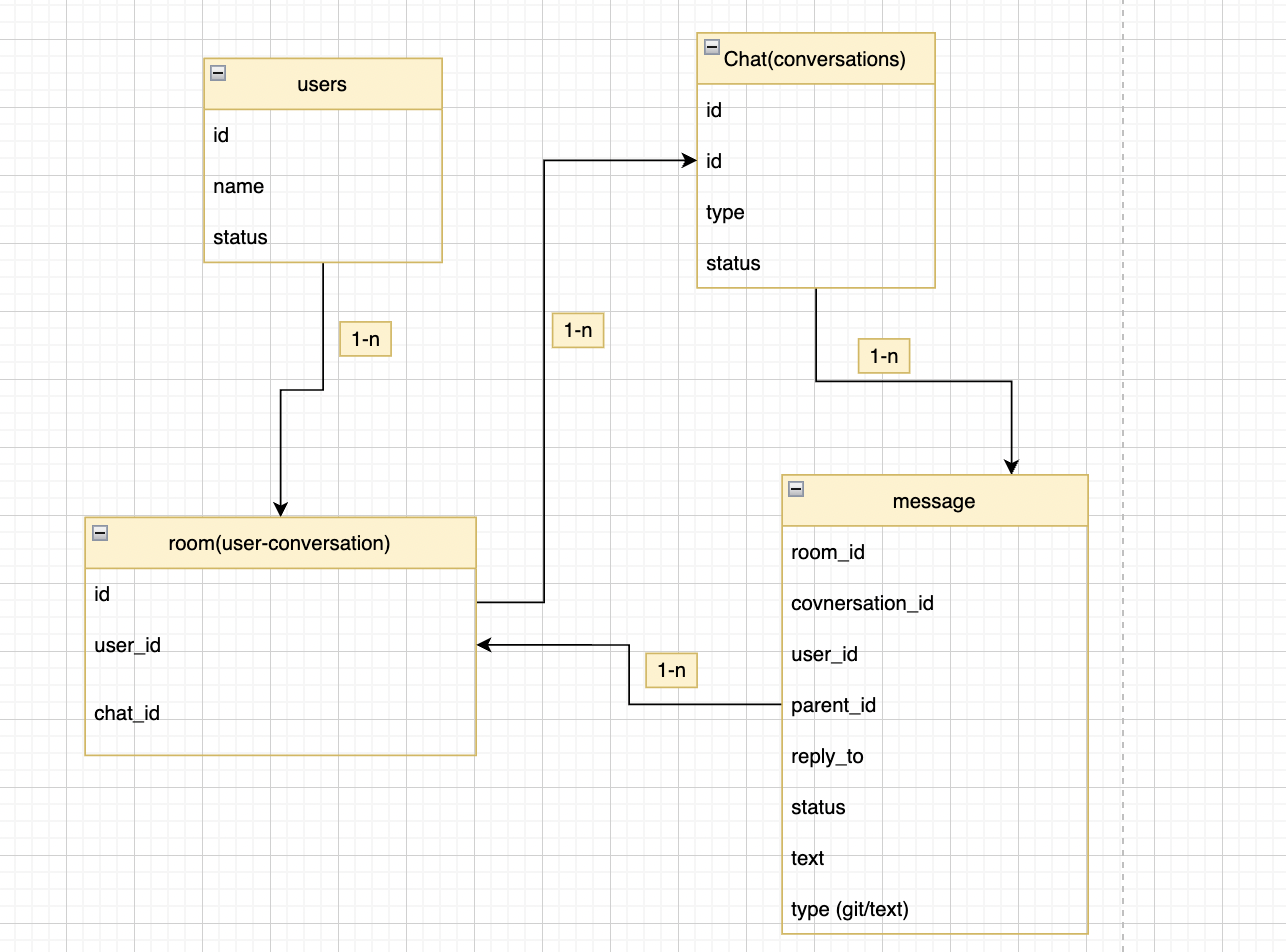 users
id
name
status
1-n
Chat(conversations)
id
id
type
status
1-n
1-n
room(user-conversation)
id
user_id
chat_id
1-n
message
room_id
covnersation_id
user_id
parent_id
reply_to
status
text
type (git/text)